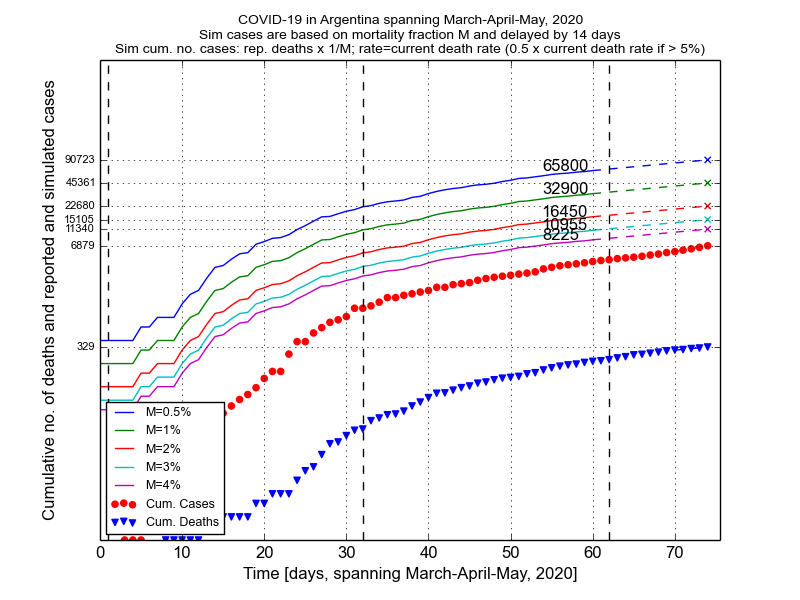 COVID-19 in Argentina spanning March-April-May, 2020
Sim cases are based on mortality fraction M and delayed by 14 days
Sim cum. no. cases: rep. deaths x 1/M; rate=current death rate (0.5 x current death rate if > 5%)
Cumulative no. of deaths and reported and simulated cases
90723
45361
22680
15105
11340
6879
329
65800
32900
16450
10955
8225
M=0.5%
M=1%
M=2%
M=3%
M=4%
Cum. Cases
Cum. Deaths
0 10 20 30 40 50 60 70
Time [days, spanning March-April-May, 2020]